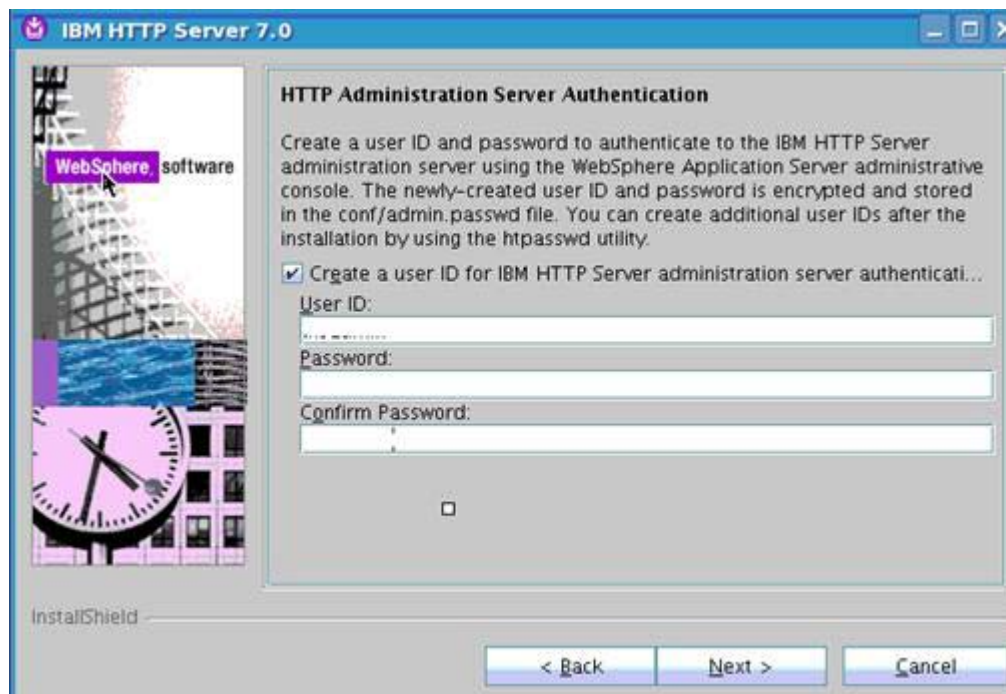 IBM HTTP Server 7.0
WebSphere software
HTTP Administration Server Authentication
Create a user ID and password to authenticate to the IBM HTTP Server
administration server using the WebSphere Application Server administrative
console. The newly-created user ID and password is encrypted and stored
in the conf/admin.passwd file. You can create additional user IDs after the
installation by using the htpasswd utility.
Create a user ID for IBM HTTP Server administration server authenticati...
User ID:
Password:
Confirm Password:
InstallShield
< Back
Next >
Cancel